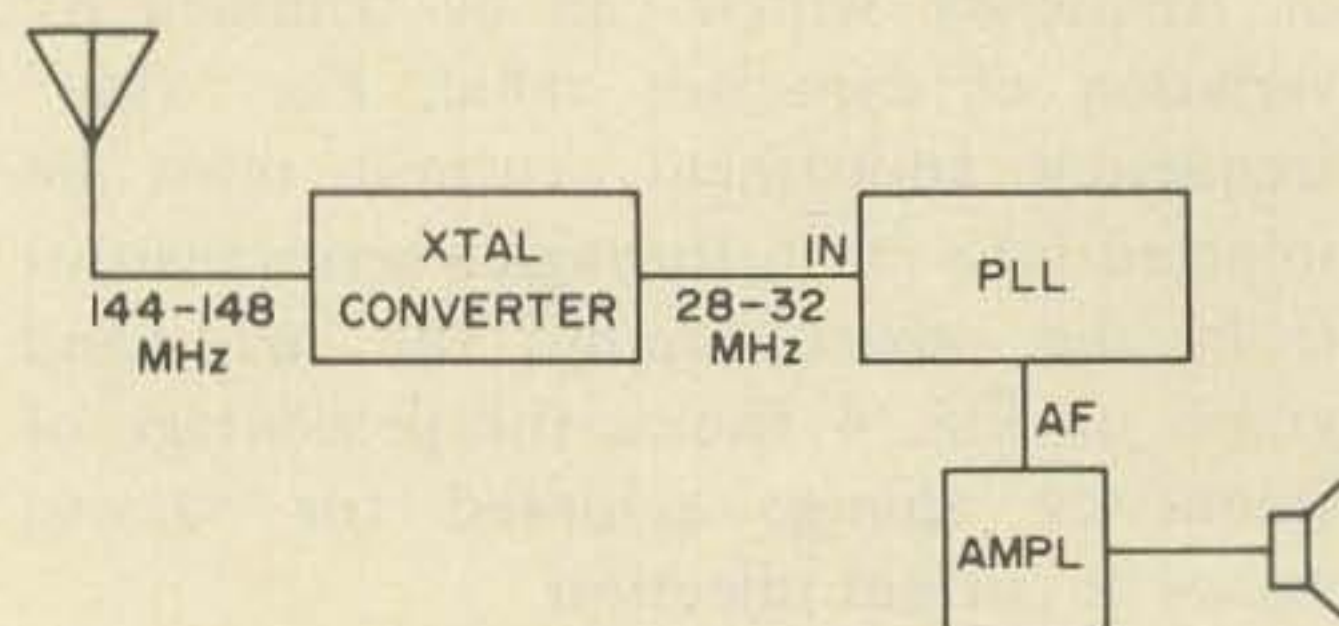 XTAL
CONVERTER
IN
PLL
144-148
MHz
28-32
MHz
AF
AMPL